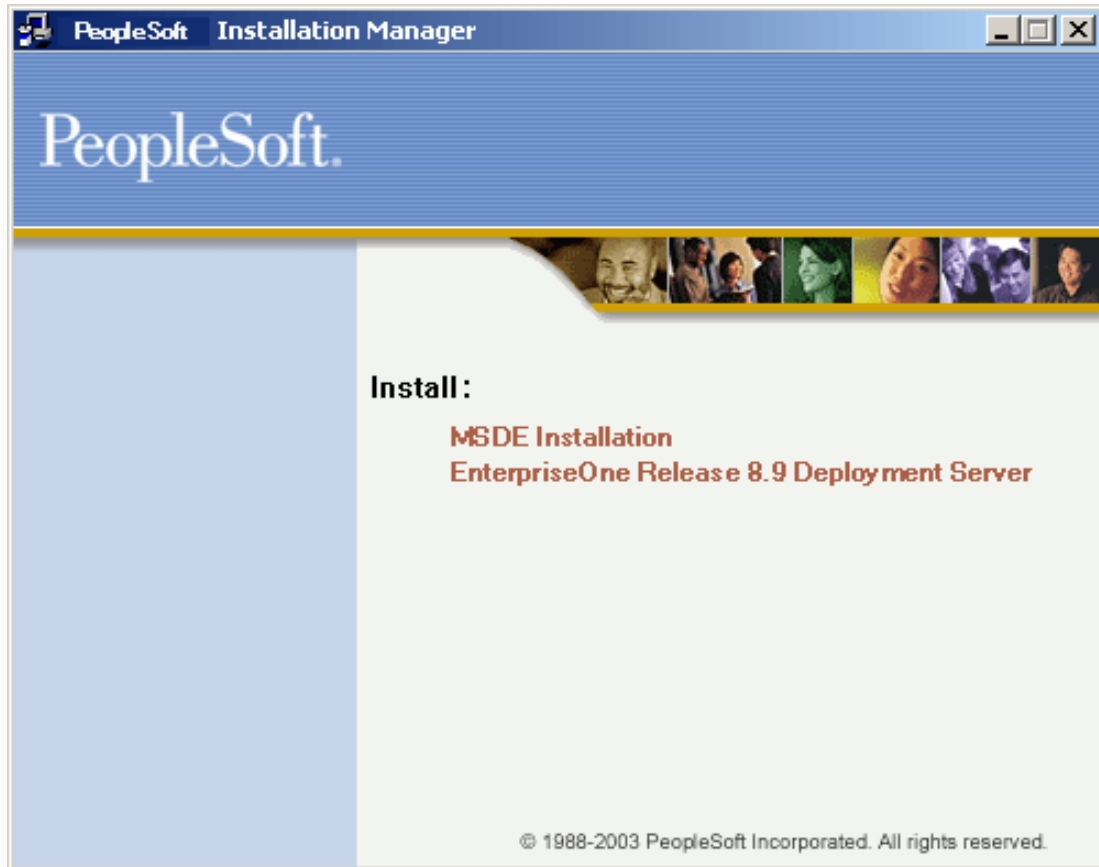 PeopleSoft Installation Manager
PeopleSoft.
Install:
MSDE Installation
EnterpriseOne Release 8.9 Deployment Server
© 1988-2003 PeopleSoft Incorporated. All rights reserved.